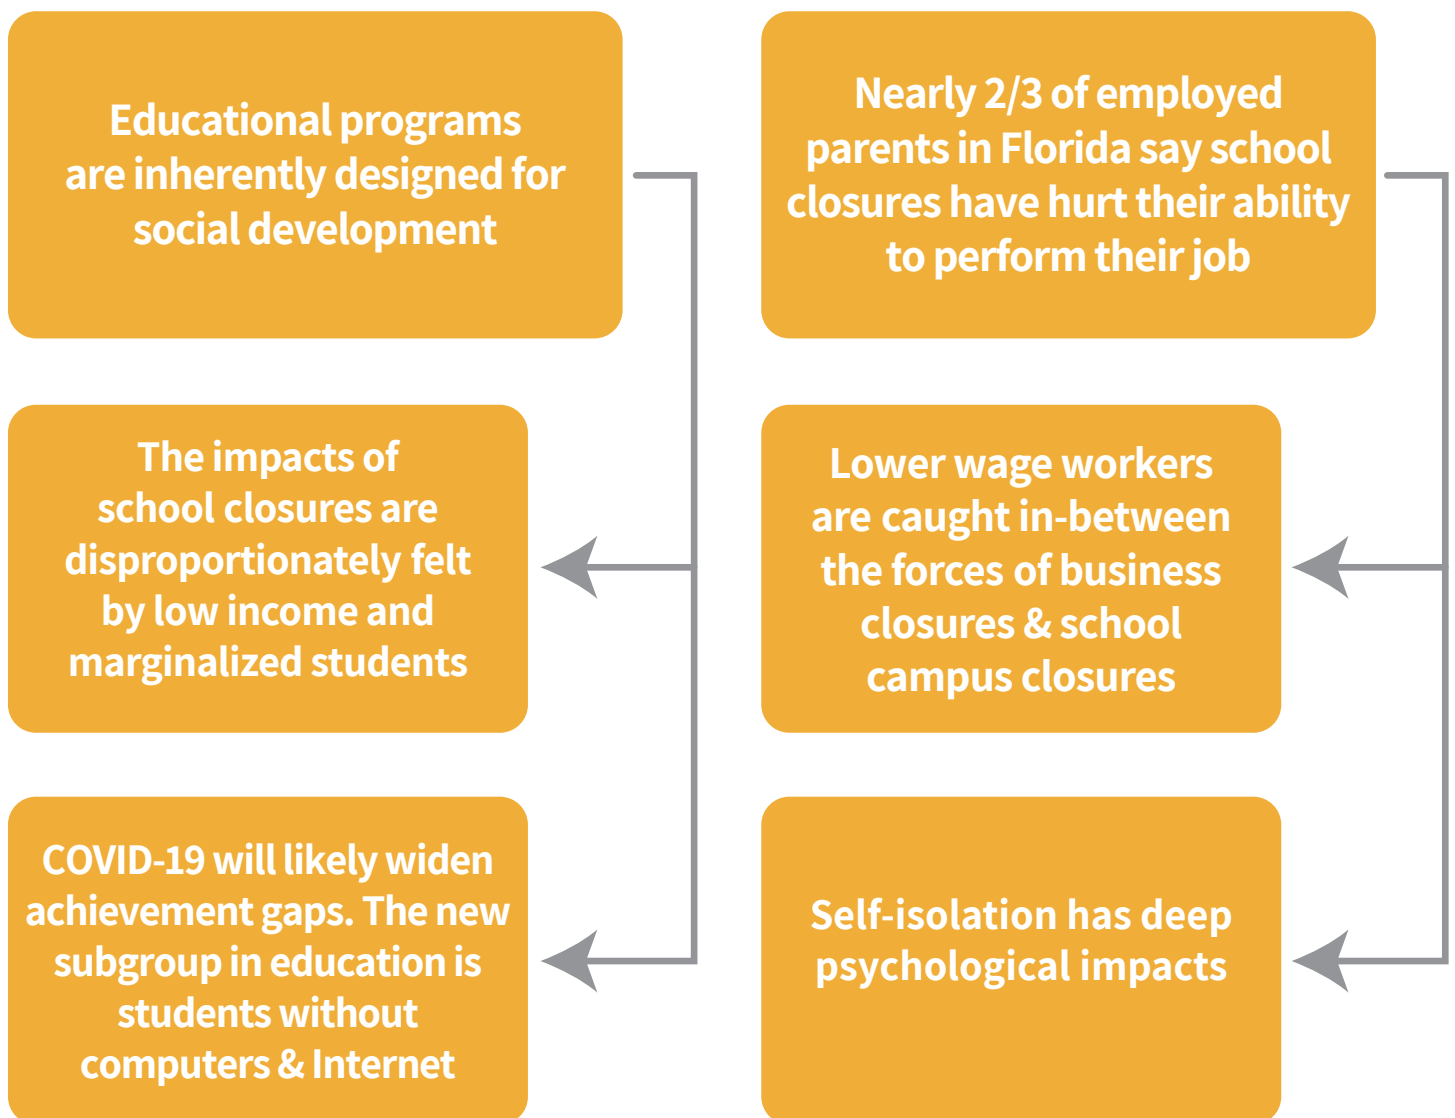 Educational programs
are inherently designed for
social development
The impacts of
school closures are
disproportionately felt
by low income and
marginalized students
COVID-19 will likely widen
achievement gaps. The new
subgroup in education is
students without
computers & Internet
Nearly 2/3 of employed
parents in Florida say school
closures have hurt their ability
to perform their job
Lower wage workers
are caught in-between
the forces of business
closures & school
campus closures
Self-isolation has deep
psychological impacts